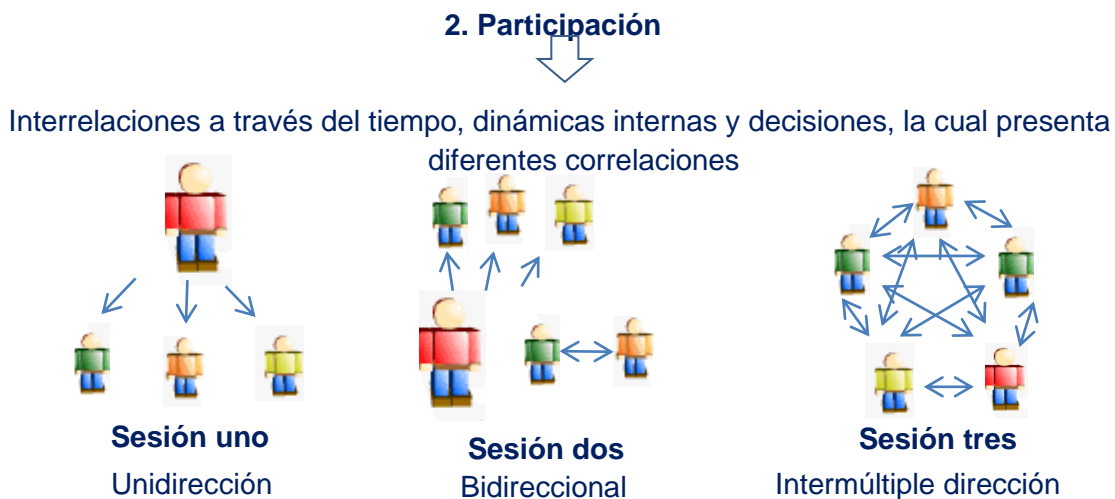 2. Participación
Interrelaciones a través del tiempo, dinámicas internas y decisiones, la cual presenta
diferentes correlaciones
Sesión uno
Unidirección
Sesión dos
Bidireccional
Sesión tres
Intermúltiple dirección